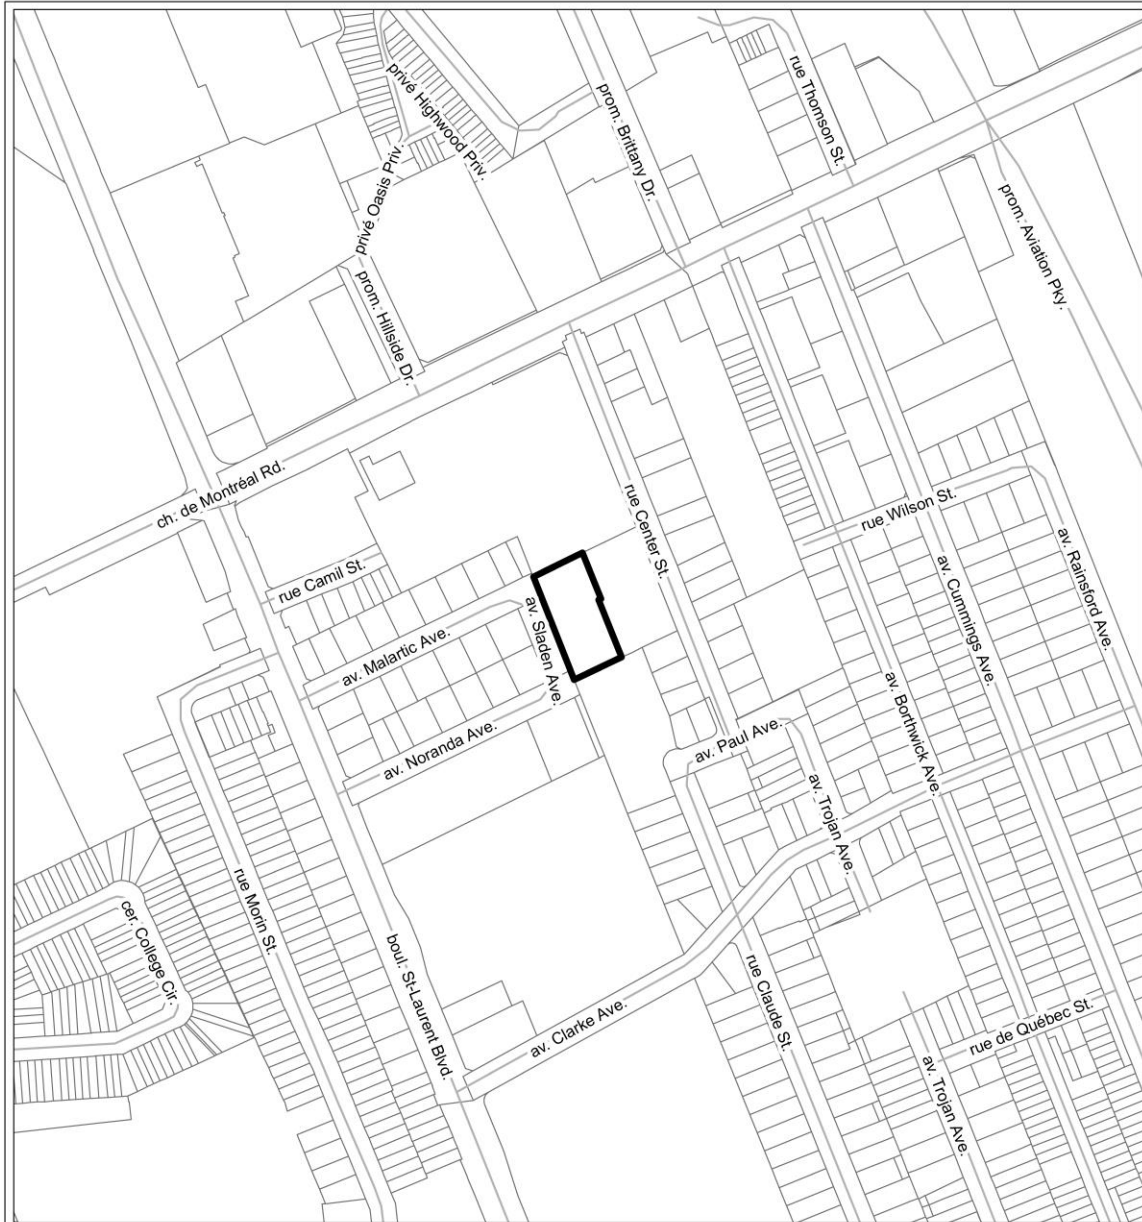 privé Highwood Priv.
prom. Brittany Dr.
rue Thomson St.
privé Oasis Priv.
prom. Aviation Pky.
prom. Hillside Dr.
ch. de Montréal Rd.
rue Center St.
rue Wilson St.
av. Rainsford Ave.
rue Camil St.
av. Cummings Ave.
av. Malartic Ave.
av. Sladen Ave.
av. Borthwick Ave.
av. Noranda Ave.
av. Paul Ave.
av. Trojan Ave.
rue Morin St.
cer. College Cir.
boul. St-Laurent Blvd.
rue Claude St.
av. Clarke Ave.
rue de Québec St.
av. Trojan Ave.